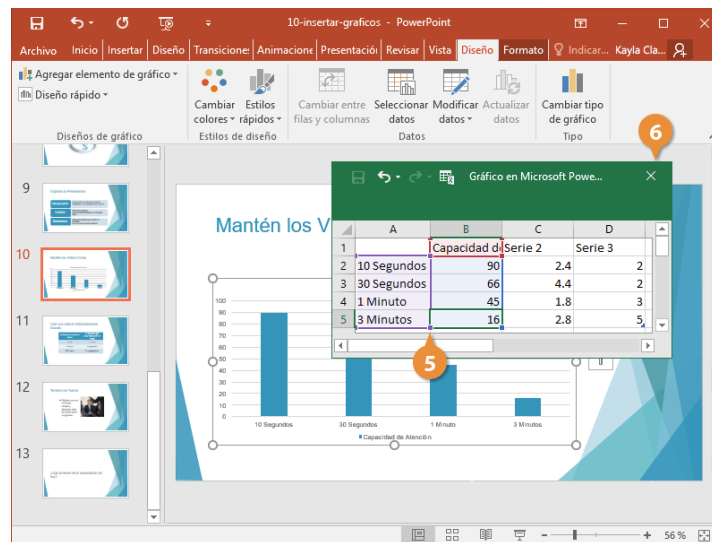 10-insertar-graficos - PowerPoint
Archivo Inicio Insertar Diseño Transicione: Animacione Presentació Revisar Vista Diseño Formato Indicar... Kayla Cla...
Agregar elemento de gráfico
Diseño rápido
Cambiar colores
Estilos rápidos
Cambiar entre filas y columnas
Seleccionar datos
Modificar datos
Actualizar datos
Cambiar tipo de gráfico
Diseños de gráfico Estilos de diseño Datos Tipo
6
9
10
11
12
13
Mantén los V
Gráfico en Microsoft Powe...
A B C D
1 Capacidad d Serie 2 Serie 3
2 10 Segundos 90 2.4 2
3 30 Segundos 66 4.4 2
4 1 Minuto 45 1.8 3
5 3 Minutos 16 2.8 5
5
100
90
80
70
60
50
40
30
20
10
0
10 Segundos 30 Segundos 1 Minuto 3 Minutos
Capacidad de Atención
56 %